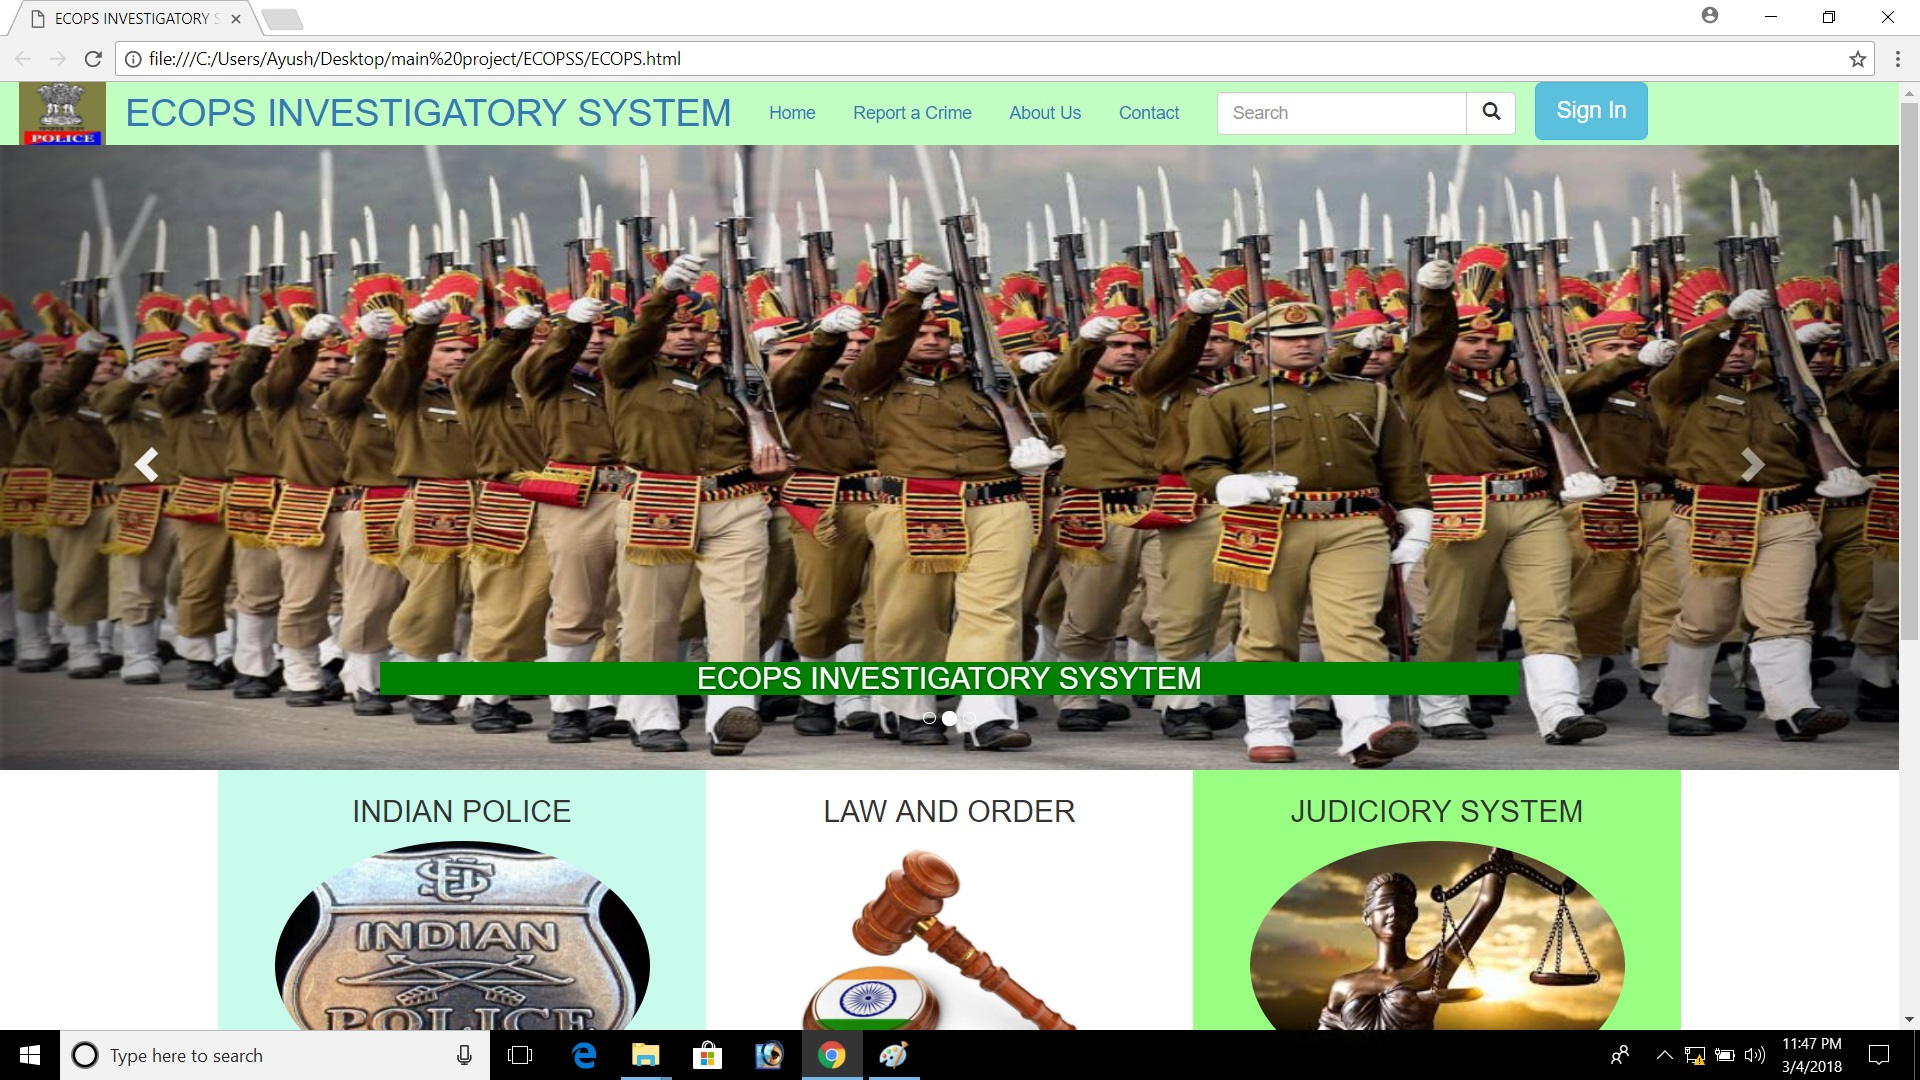 ECOPS INVESTIGATORY S
file:///C:/Users/Ayush/Desktop/main%20project/ECOPSS/ECOPS.html
POLICE
ECOPS INVESTIGATORY SYSTEM
Home
Report a Crime
About Us
Contact
Search
Sign In
ECOPS INVESTIGATORY SYSYTEM
INDIAN POLICE
LAW AND ORDER
JUDICIORY SYSTEM
INDIAN
POLICE
Type here to search
11:47 PM
3/4/2018